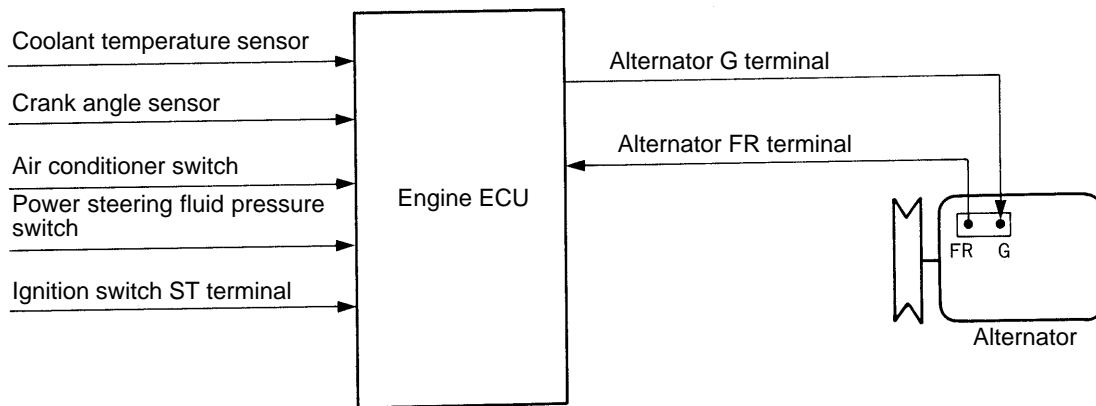 Coolant temperature sensor
Crank angle sensor
Air conditioner switch
Power steering fluid pressure
switch
Ignition switch ST terminal
Engine ECU
Alternator G terminal
Alternator FR terminal
FR G
Alternator